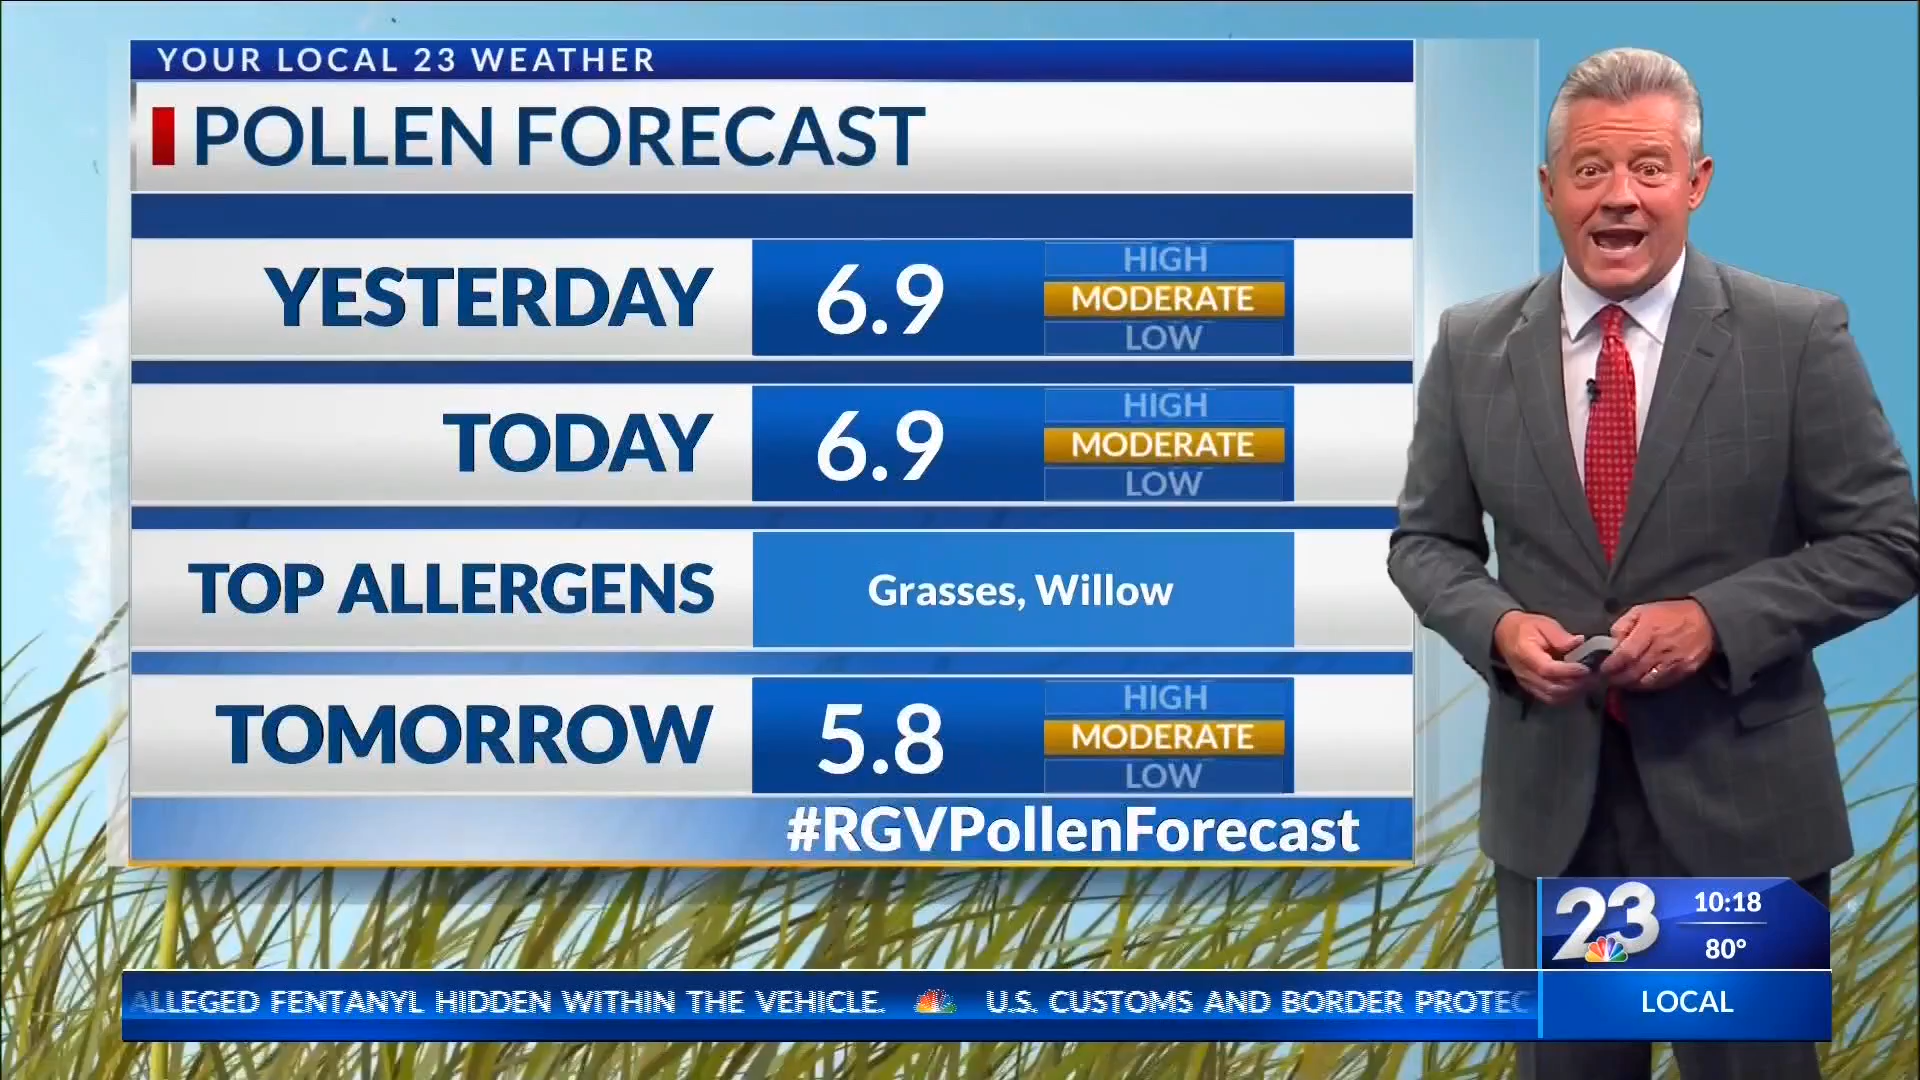 YOUR LOCAL 23 WEATHER
POLLEN FORECAST
YESTERDAY
6.9
HIGH
MODERATE
LOW
TODAY
6.9
HIGH
MODERATE
LOW
TOP ALLERGENS
Grasses, Willow
TOMORROW
5.8
HIGH
MODERATE
LOW
#RGVPollenForecast
23
10:18
80°
ALLEGED FENTANYL HIDDEN WITHIN THE VEHICLE. U.S. CUSTOMS AND BORDER PROTEC
LOCAL